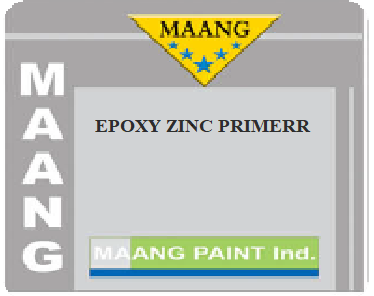 MAANG
MAANG
EPOXY ZINC PRIMERR
MAANG PAINT Ind.